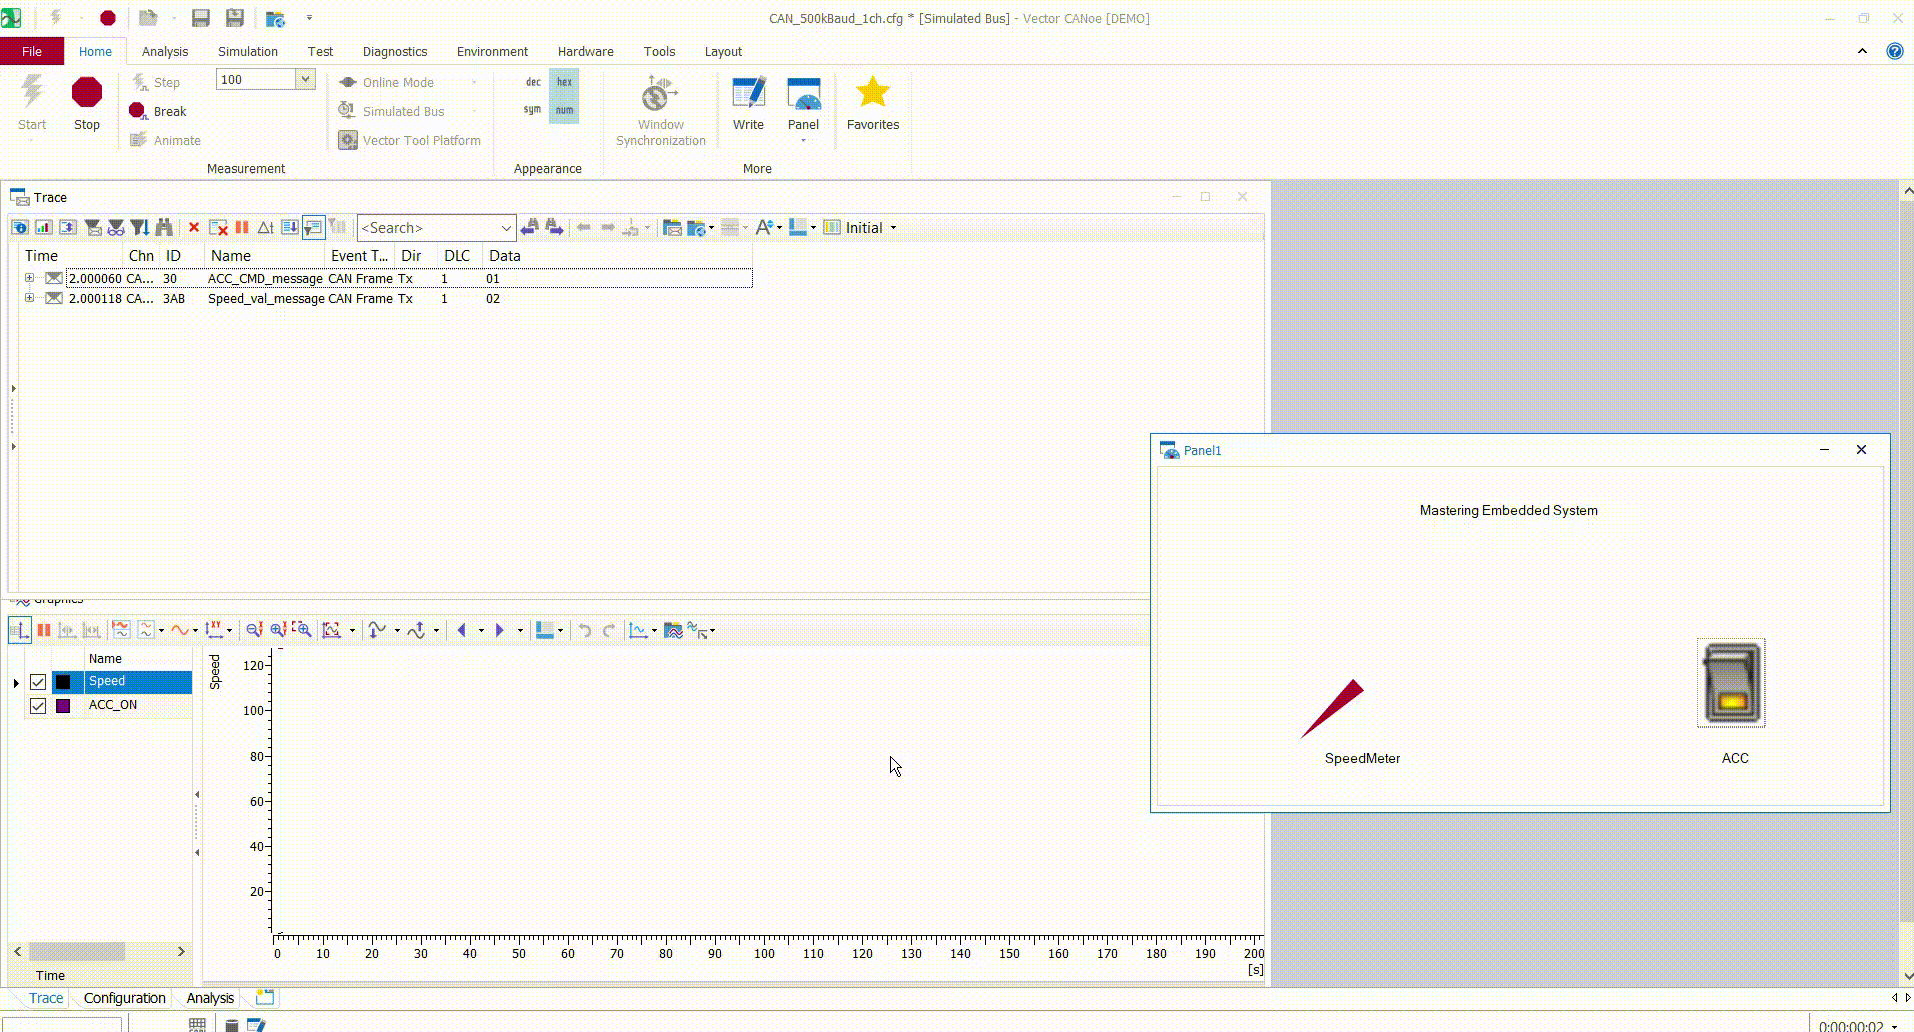 CAN_500kBaud_1ch.cfg * [Simulated Bus] - Vector CANoe [DEMO]
File Home Analysis Simulation Test Diagnostics Environment Hardware Tools Layout
Start
Stop
Step
100
Break
Animate
Online Mode
Simulated Bus
Vector Tool Platform
Measurement
dec hex
sym num
Appearance
Window
Synchronization
Write
Panel
Favorites
More
Trace
<Search>
Δt
Initial
Time Chn ID Name Event T... Dir DLC Data
2.000060 CA... 30 ACC_CMD_message CAN Frame Tx 1 01
2.000118 CA... 3AB Speed_val_message CAN Frame Tx 1 02
Panel1
Mastering Embedded System
SpeedMeter
ACC
Graphics
Name
Speed
ACC_ON
Time
Speed
120
100
80
60
40
20
0 10 20 30 40 50 60 70 80 90 100 110 120 130 140 150 160 170 180 190 200
[s]
Trace Configuration Analysis
0:00:00:02